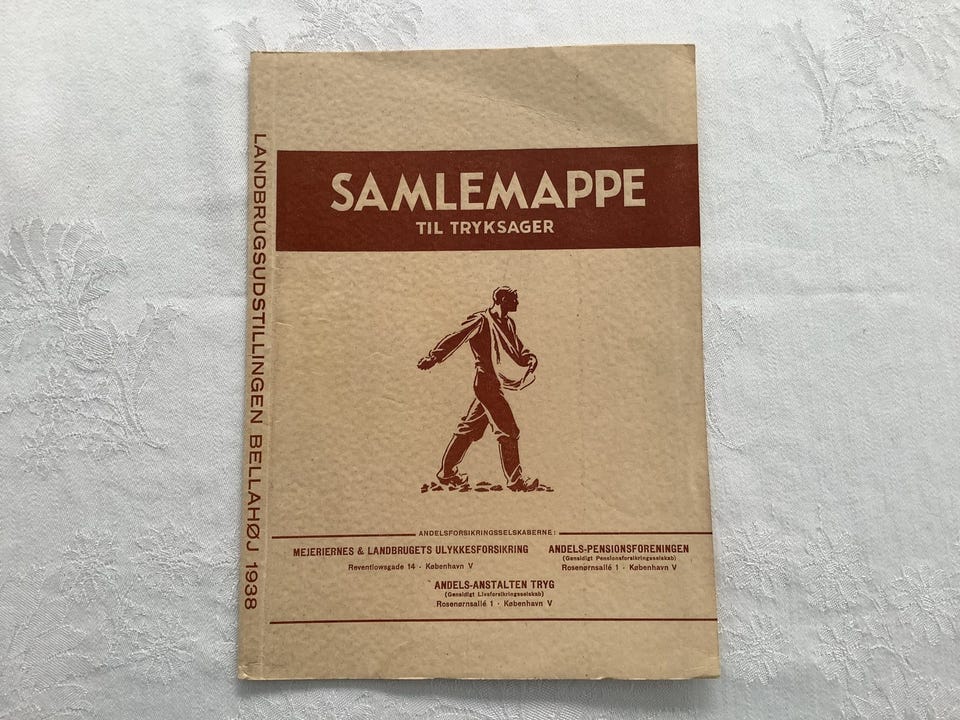 LANDBRUGSUDSTILLINGEN BELLAHØJ 1938
SAMLEMAPPE
TIL TRYKSAGER
ANDELSFORSIKRINGSSELSKABERNE:
MEJERIERNES & LANDBRUGETS ULYKKESFORSIKRING
Reventlowsgade 14 - København V
ANDELS-PENSIONSFORENINGEN
(Gensidigt Pensionsforsikringsselskab)
Rosenørnsallé 1 - København V
ANDELS-ANSTALTEN TRYG
(Gensidigt Livsforsikringsselskab)
Rosenørnsallé 1 - København V